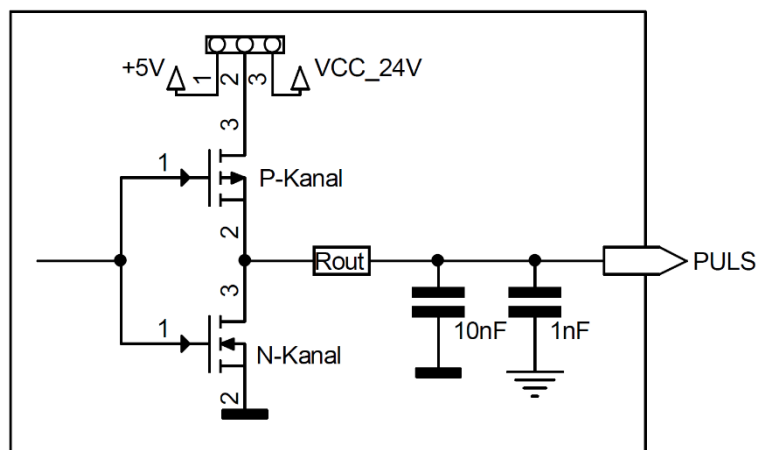 +5V
1
2
3
VCC_24V
3
1
P-Kanal
2
Rout
PULS
3
10nF
1nF
1
N-Kanal
2